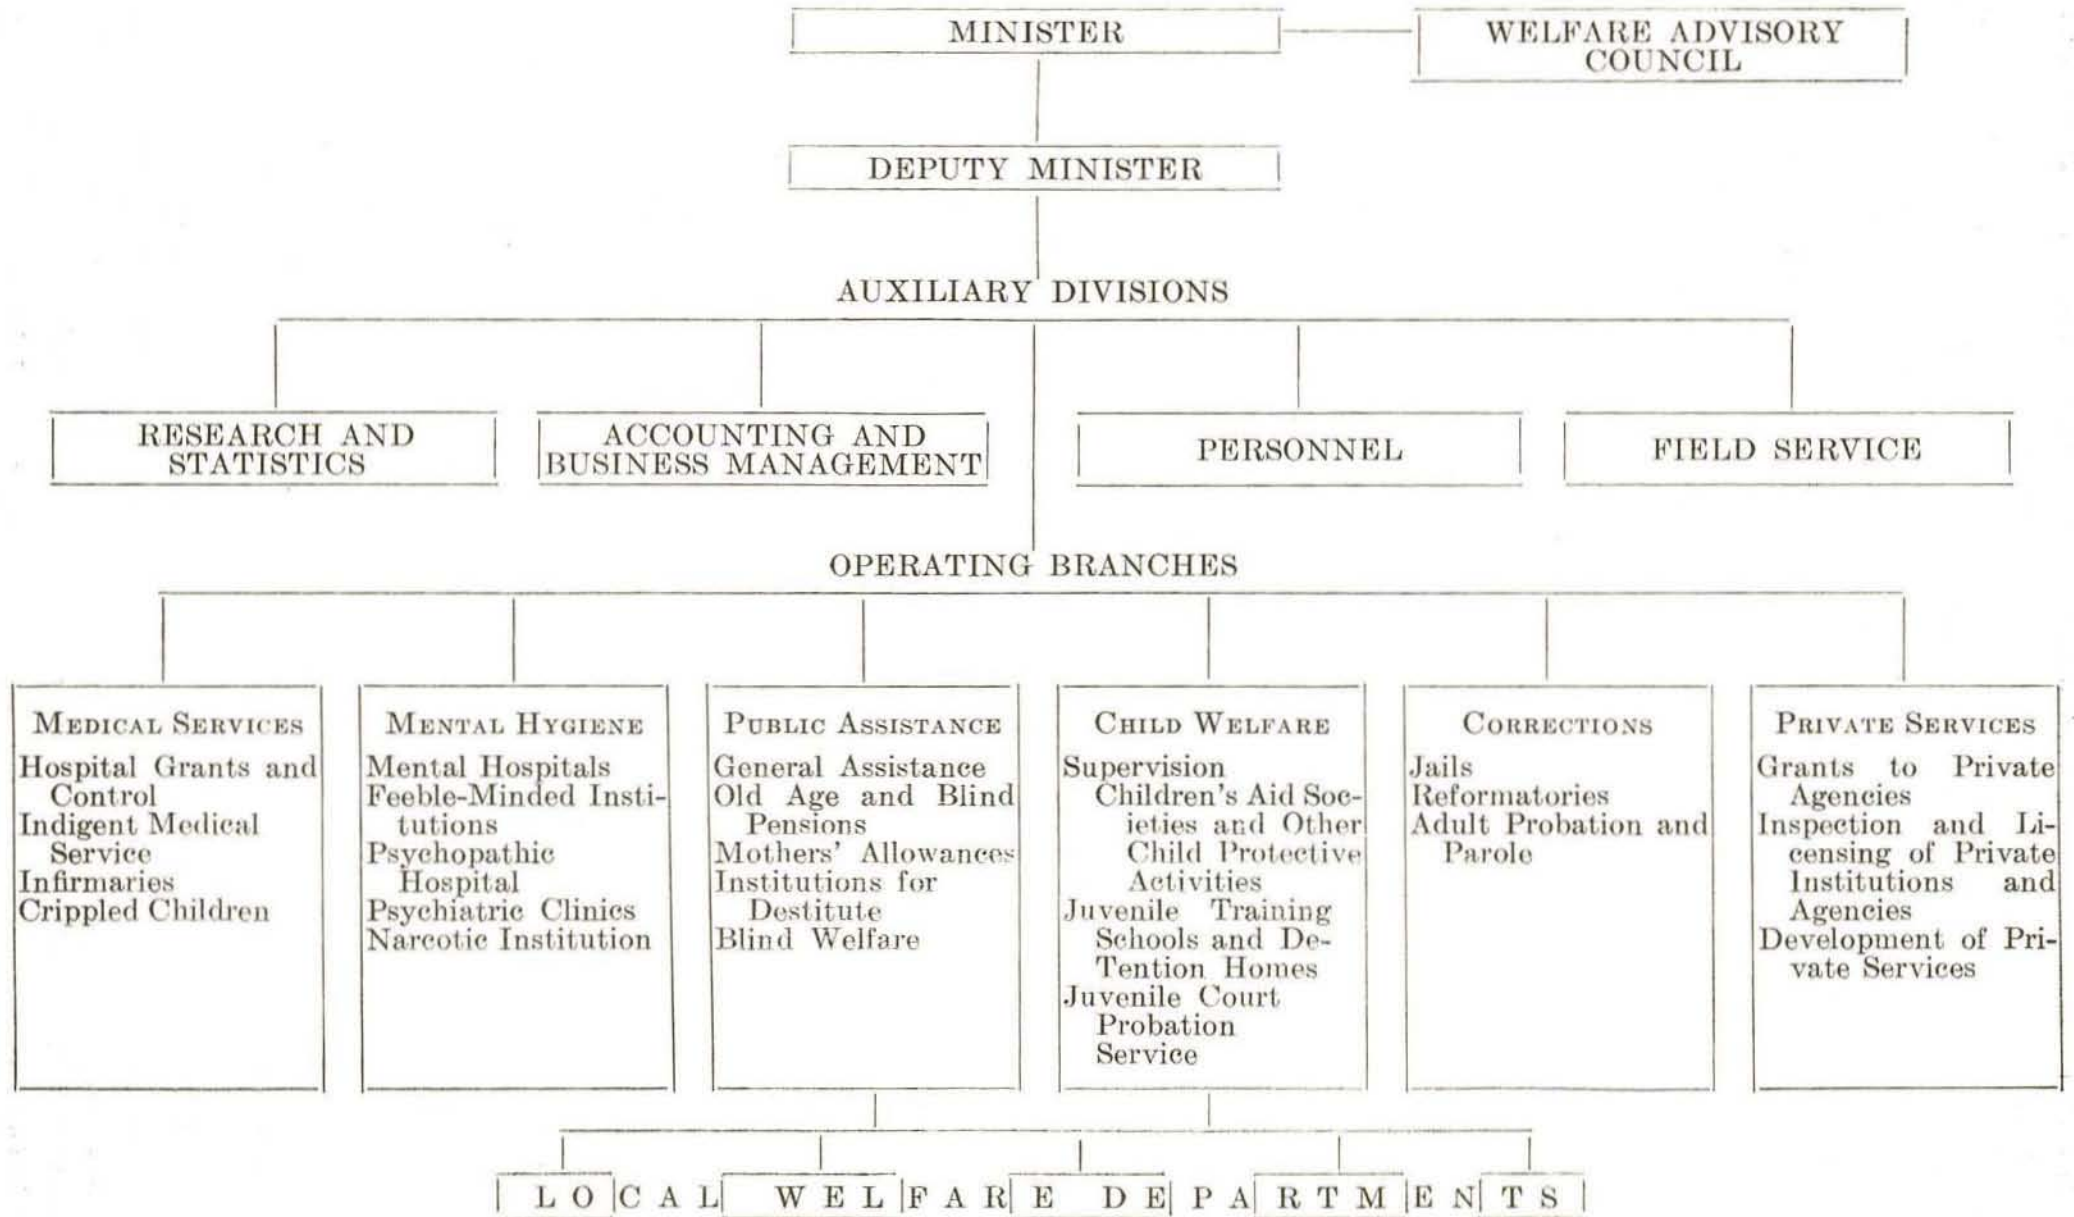 MINISTER
WELFARE ADVISORY
COUNCIL
DEPUTY MINISTER
AUXILIARY DIVISIONS
RESEARCH AND
STATISTICS
ACCOUNTING AND
BUSINESS MANAGEMENT
PERSONNEL
FIELD SERVICE
OPERATING BRANCHES
MEDICAL SERVICES
Hospital Grants and
Control
Indigent Medical
Service
Infirmaries
Crippled Children
MENTAL HYGIENE
Mental Hospitals
Feeble-Minded Insti-
tutions
Psychopathic
Hospital
Psychiatric Clinics
Narcotic Institution
PUBLIC ASSISTANCE
General Assistance
Old Age and Blind
Pensions
Mothers' Allowances
Institutions for
Destitute
Blind Welfare
CHILD WELFARE
Supervision
Children's Aid Soc-
ieties and Other
Child Protective
Activities
Juvenile Training
Schools and De-
Tention Homes
Juvenile Court
Probation
Service
CORRECTIONS
Jails
Reformatories
Adult Probation and
Parole
PRIVATE SERVICES
Grants to Private
Agencies
Inspection and Li-
censing of Private
Institutions and
Agencies
Development of Pri-
vate Services
LOCAL WELFARE DEPARTMENTS